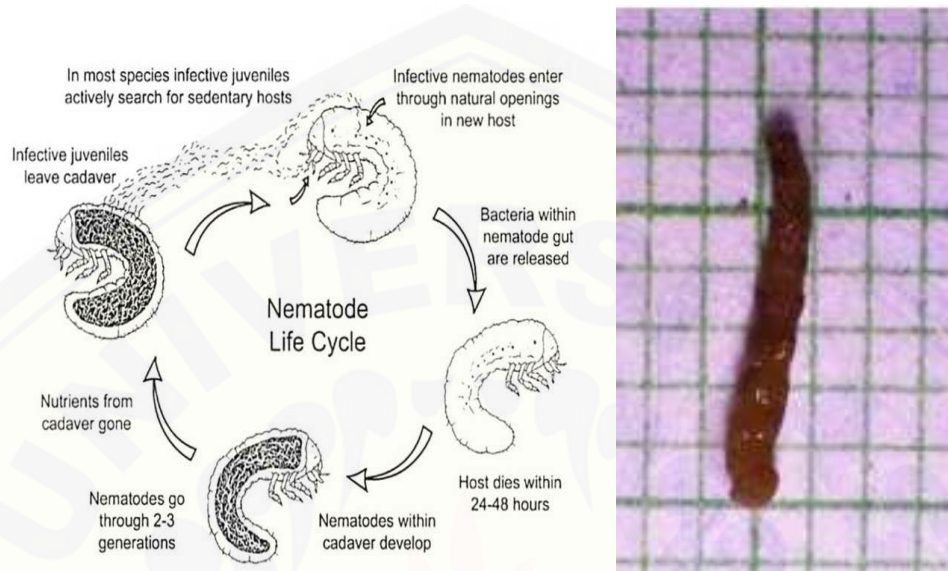 In most species infective juveniles
actively search for sedentary hosts
Infective nematodes enter
through natural openings
in new host
Infective juveniles
leave cadaver
Bacteria within
nematode gut
are released
Nematode
Life Cycle
Nutrients from
cadaver gone
Host dies within
24-48 hours
Nematodes go
through 2-3
generations
Nematodes within
cadaver develop
UNIVERS